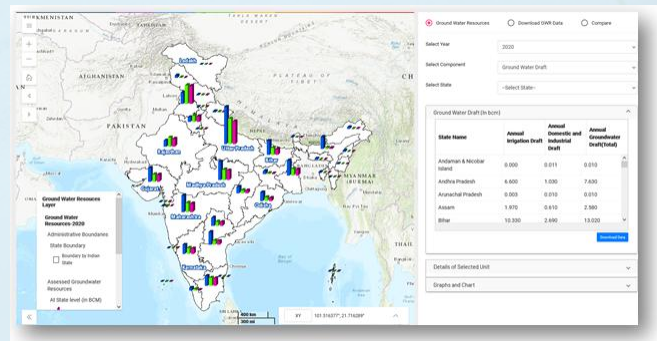 TURKMENISTAN
AFGHANISTAN
PAKISTAN
PLATEAU OF
TIBET
NEPAL
MYANMAR
(BURMA)
Ladakh
Rajasthan
Uttar Pradesh
Bihar
Gujarat
Madhya Pradesh
Odisha
Maharashtra
Karnataka
Ground Water Resources
Layer
Ground Water
Resources-2020
Administrative Boundaries
State Boundary
Boundary by Indian
State
Assessed Groundwater
Resources
At State level (in BCM)
400 km
300 mi
XY
Ground Water Resources
Download GWR Data
Compare
Select Year
2020
Select Component
Ground Water Draft
Select State
--Select State--
Ground Water Draft (In bcm)
State Name
Annual Irrigation Draft
Annual Domestic and Industrial Draft
Annual Groundwater Draft(Total)
Andaman & Nicobar Island 0.000 0.011 0.010
Andhra Pradesh 6.600 1.030 7.630
Arunachal Pradesh 0.003 0.010 0.010
Assam 1.970 0.610 2.580
Bihar 10.330 2.690 13.020
Download Data
Details of Selected Unit
Graphs and Chart